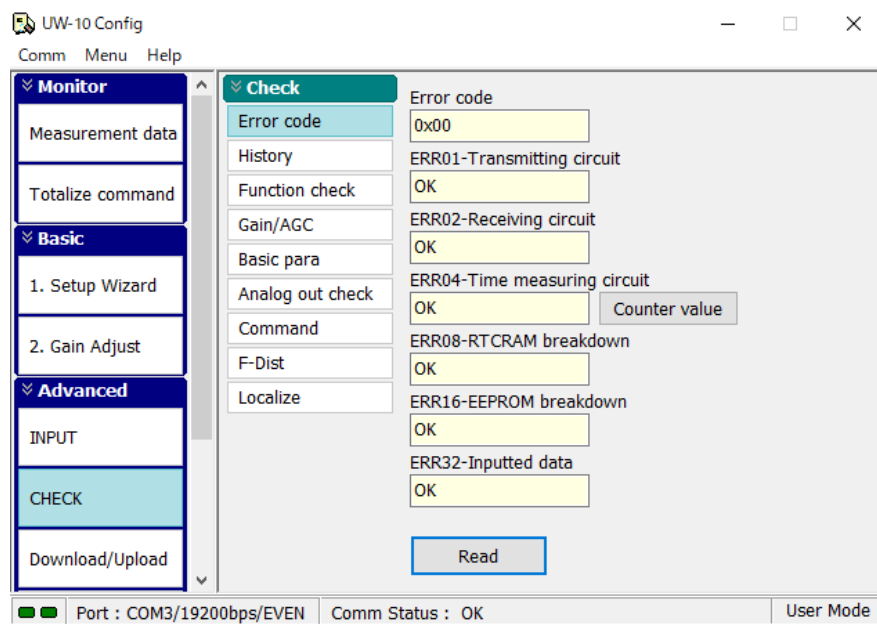 UW-10 Config
Comm Menu Help
Monitor
Measurement data
Totalize command
Basic
1. Setup Wizard
2. Gain Adjust
Advanced
INPUT
CHECK
Download/Upload
Check
Error code
History
Function check
Gain/AGC
Basic para
Analog out check
Command
F-Dist
Localize
Error code
0x00
ERR01-Transmitting circuit
OK
ERR02-Receiving circuit
OK
ERR04-Time measuring circuit
OK Counter value
ERR08-RTCRAM breakdown
OK
ERR16-EEPROM breakdown
OK
ERR32-Inputted data
OK
Read
Port : COM3/19200bps/EVEN Comm Status : OK User Mode